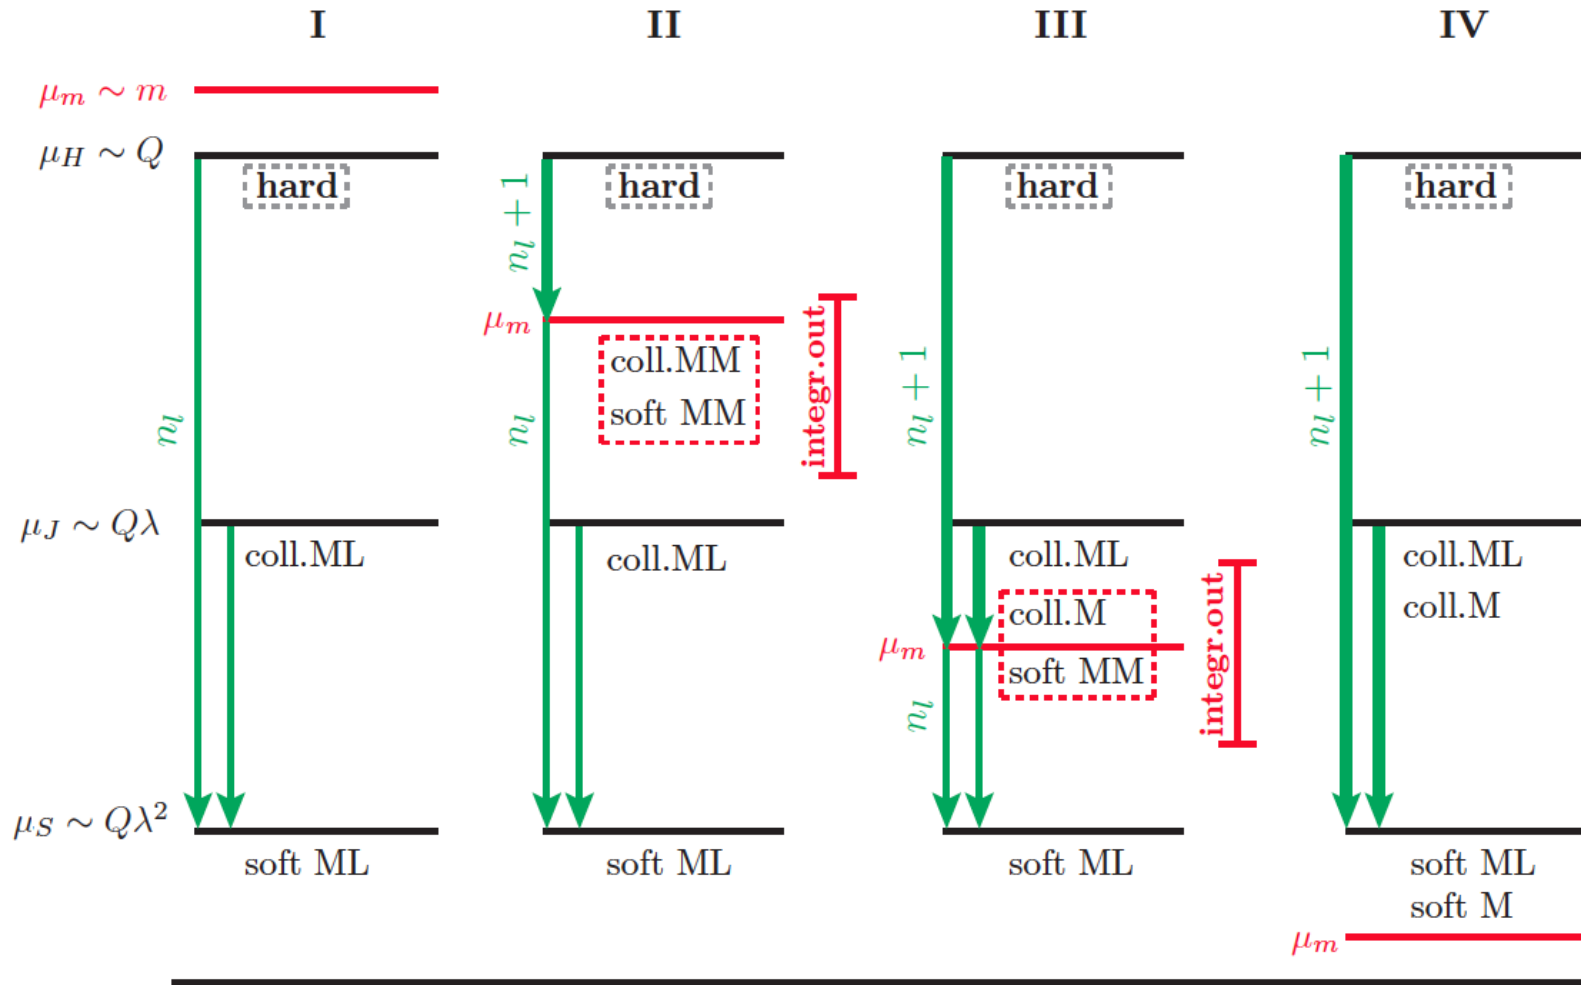 I II III IV
μ_m ∼ m
μ_H ∼ Q
hard hard hard hard
n_l + 1
μ_m
coll.MM
soft MM
integr.out
n_l n_l n_l + 1 n_l + 1
μ_J ∼ Qλ
coll.ML coll.ML coll.ML coll.ML
coll.M coll.M
μ_m
soft MM
integr.out
n_l
μ_S ∼ Qλ²
soft ML soft ML soft ML soft ML
soft M
μ_m